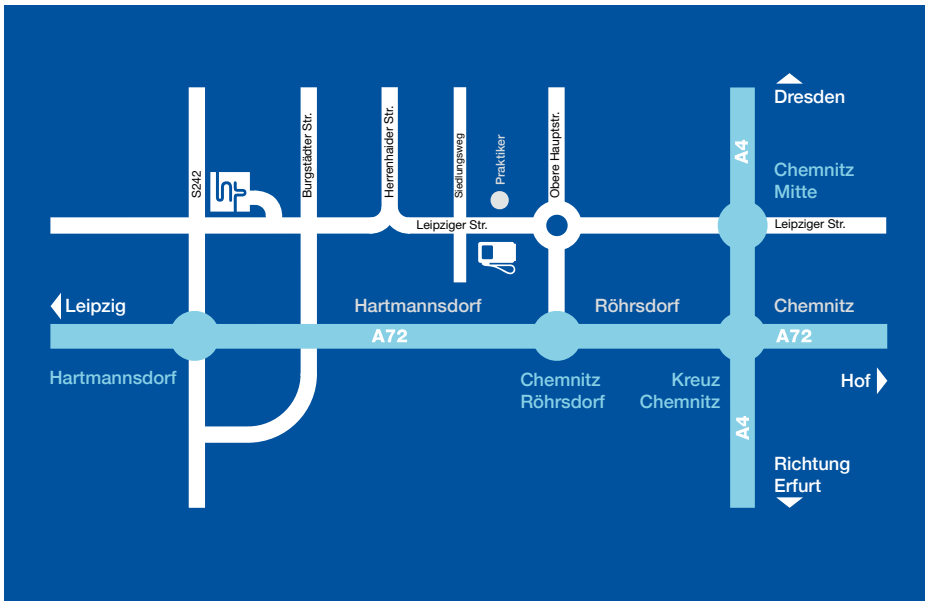 Dresden
A4
Chemnitz
Mitte
S242
Burgstädter Str.
Herrenhaider Str.
Siedlungsweg
Praktiker
Obere Hauptstr.
Leipziger Str.
Leipziger Str.
Leipzig
Hartmannsdorf
Röhrsdorf
Chemnitz
A72
A72
Hartmannsdorf
Chemnitz
Röhrsdorf
Kreuz
Chemnitz
Hof
A4
Richtung
Erfurt